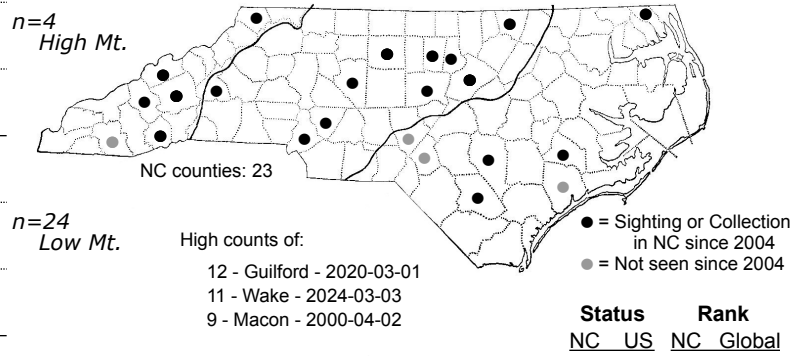 n=4
High Mt.
NC counties: 23
n=24
Low Mt.
High counts of:
12 - Guilford - 2020-03-01
11 - Wake - 2024-03-03
9 - Macon - 2000-04-02
● = Sighting or Collection
in NC since 2004
● = Not seen since 2004
Status Rank
NC US NC Global